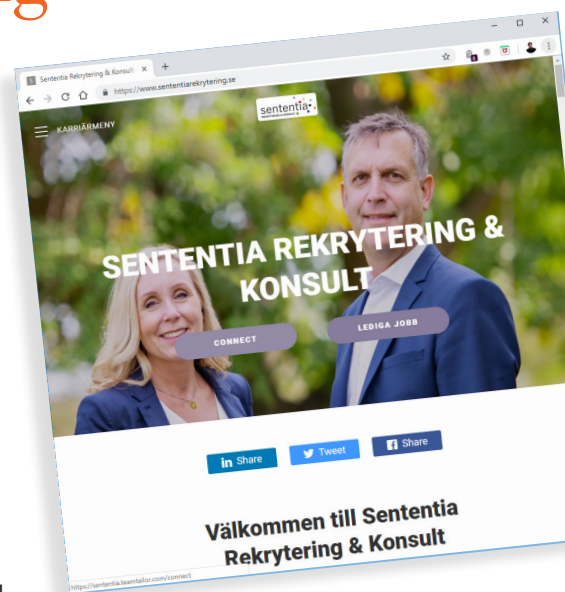 Sententia Rekrytering & Konsult
https://www.sententiarekrytering.se
KARRIÄRMENY
sententia
SENTENTIA REKRYTERING &
KONSULT
CONNECT
LEDIGA JOBB
in Share
Tweet
f Share
Välkommen till Sententia
Rekrytering & Konsult
https://sententia.teamtailor.com/connect